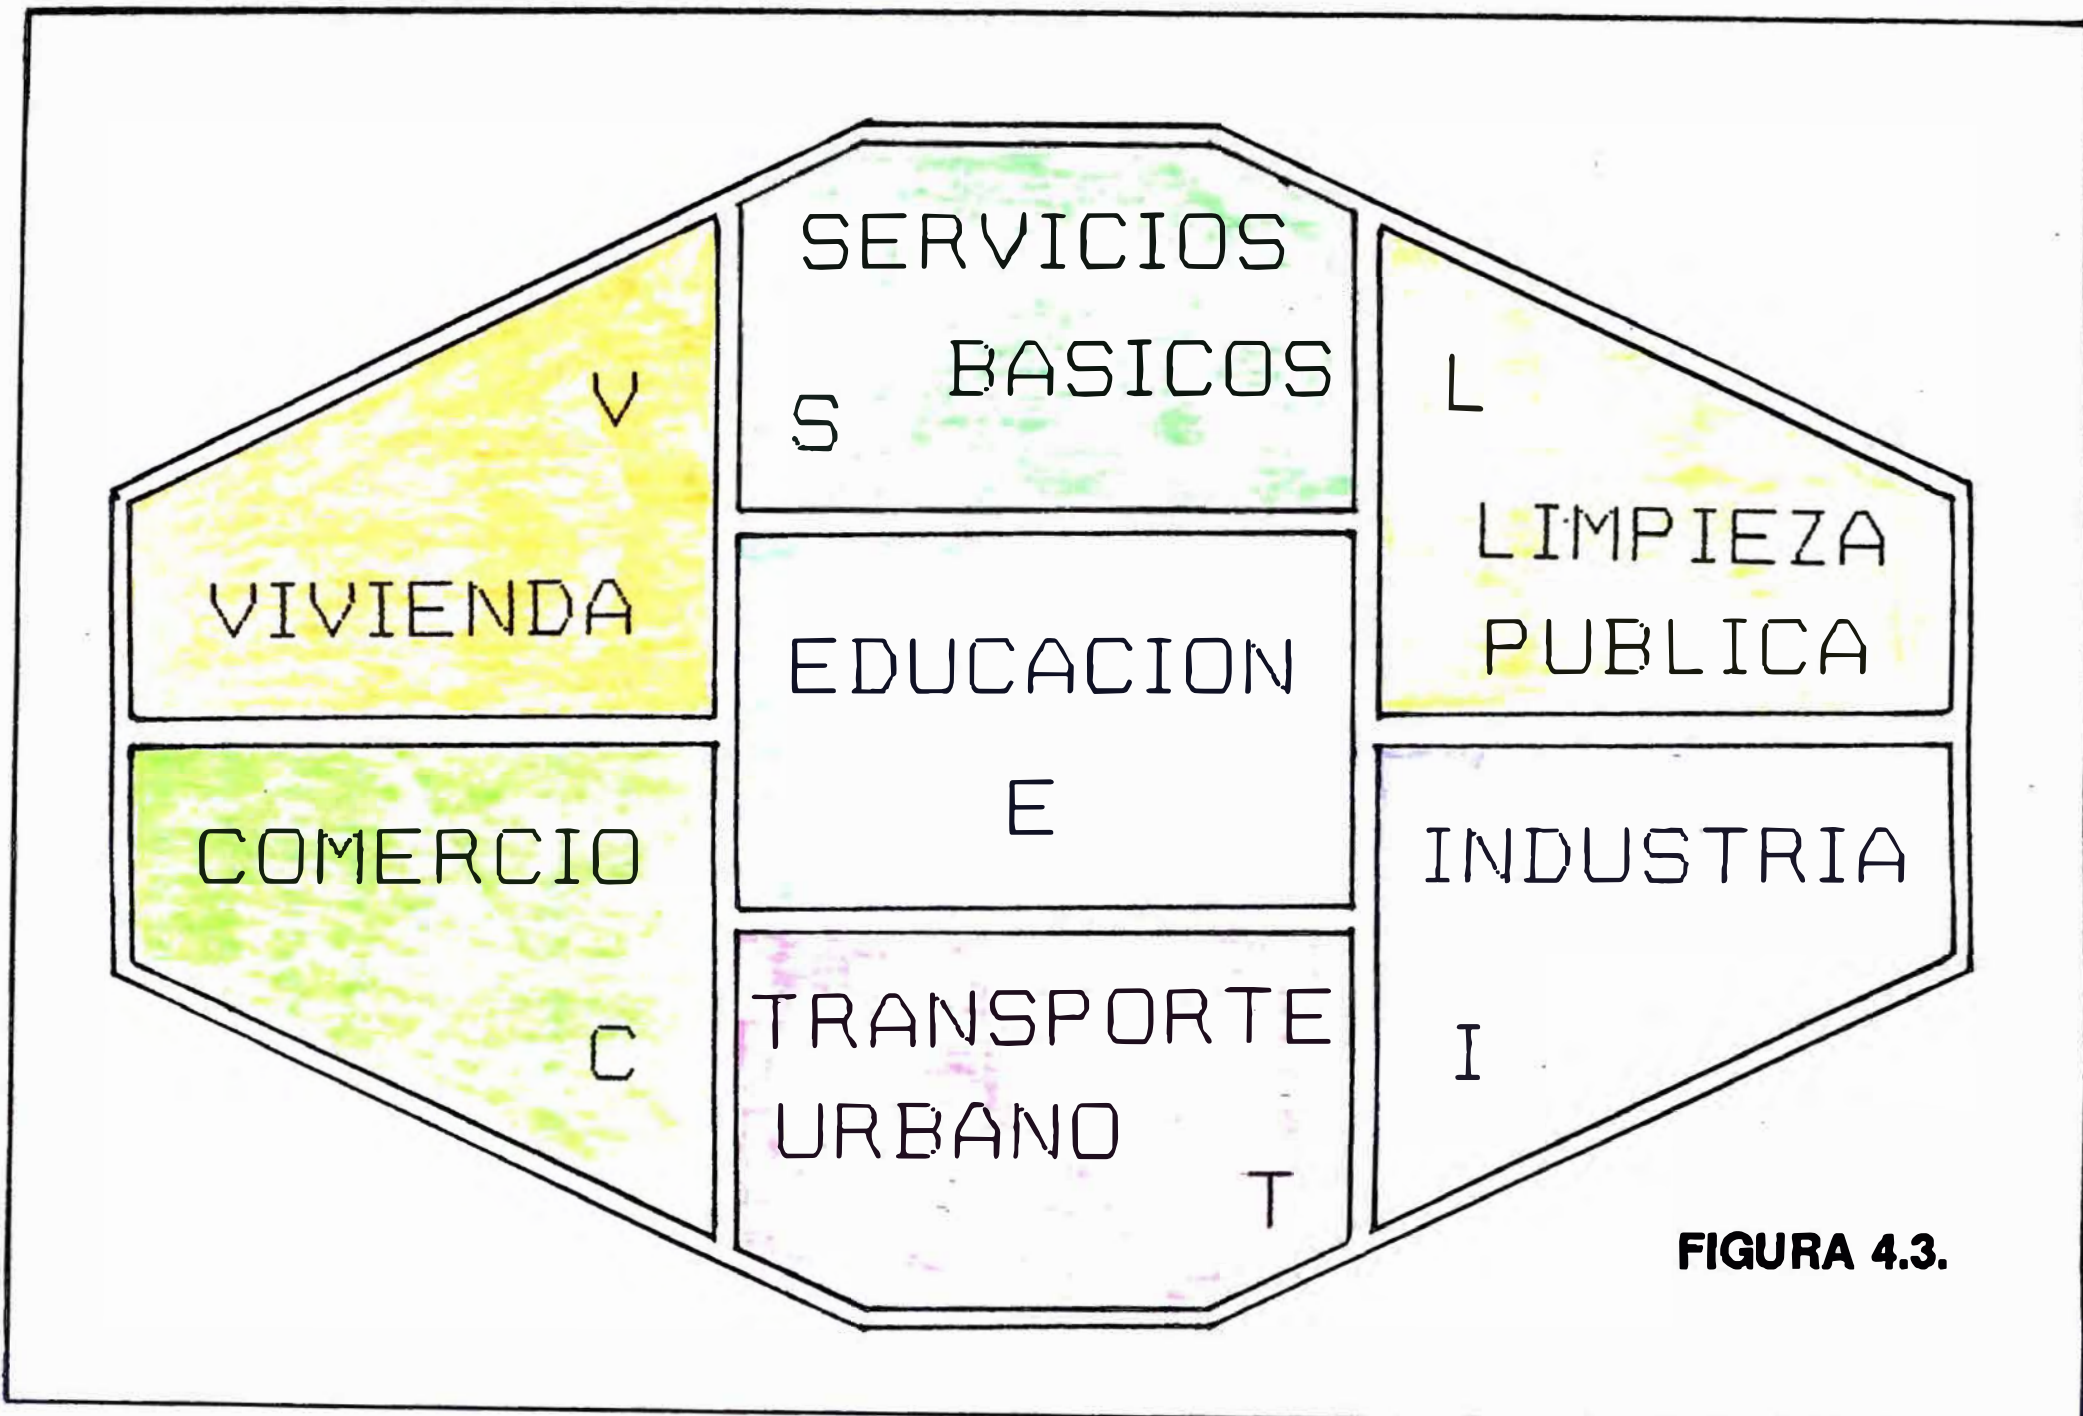 SERVICIOS
BASICOS
S
V
VIVIENDA
L
LIMPIEZA
PUBLICA
EDUCACION
E
COMERCIO
C
INDUSTRIA
I
TRANSPORTE
URBANO
T
FIGURA 4.3.